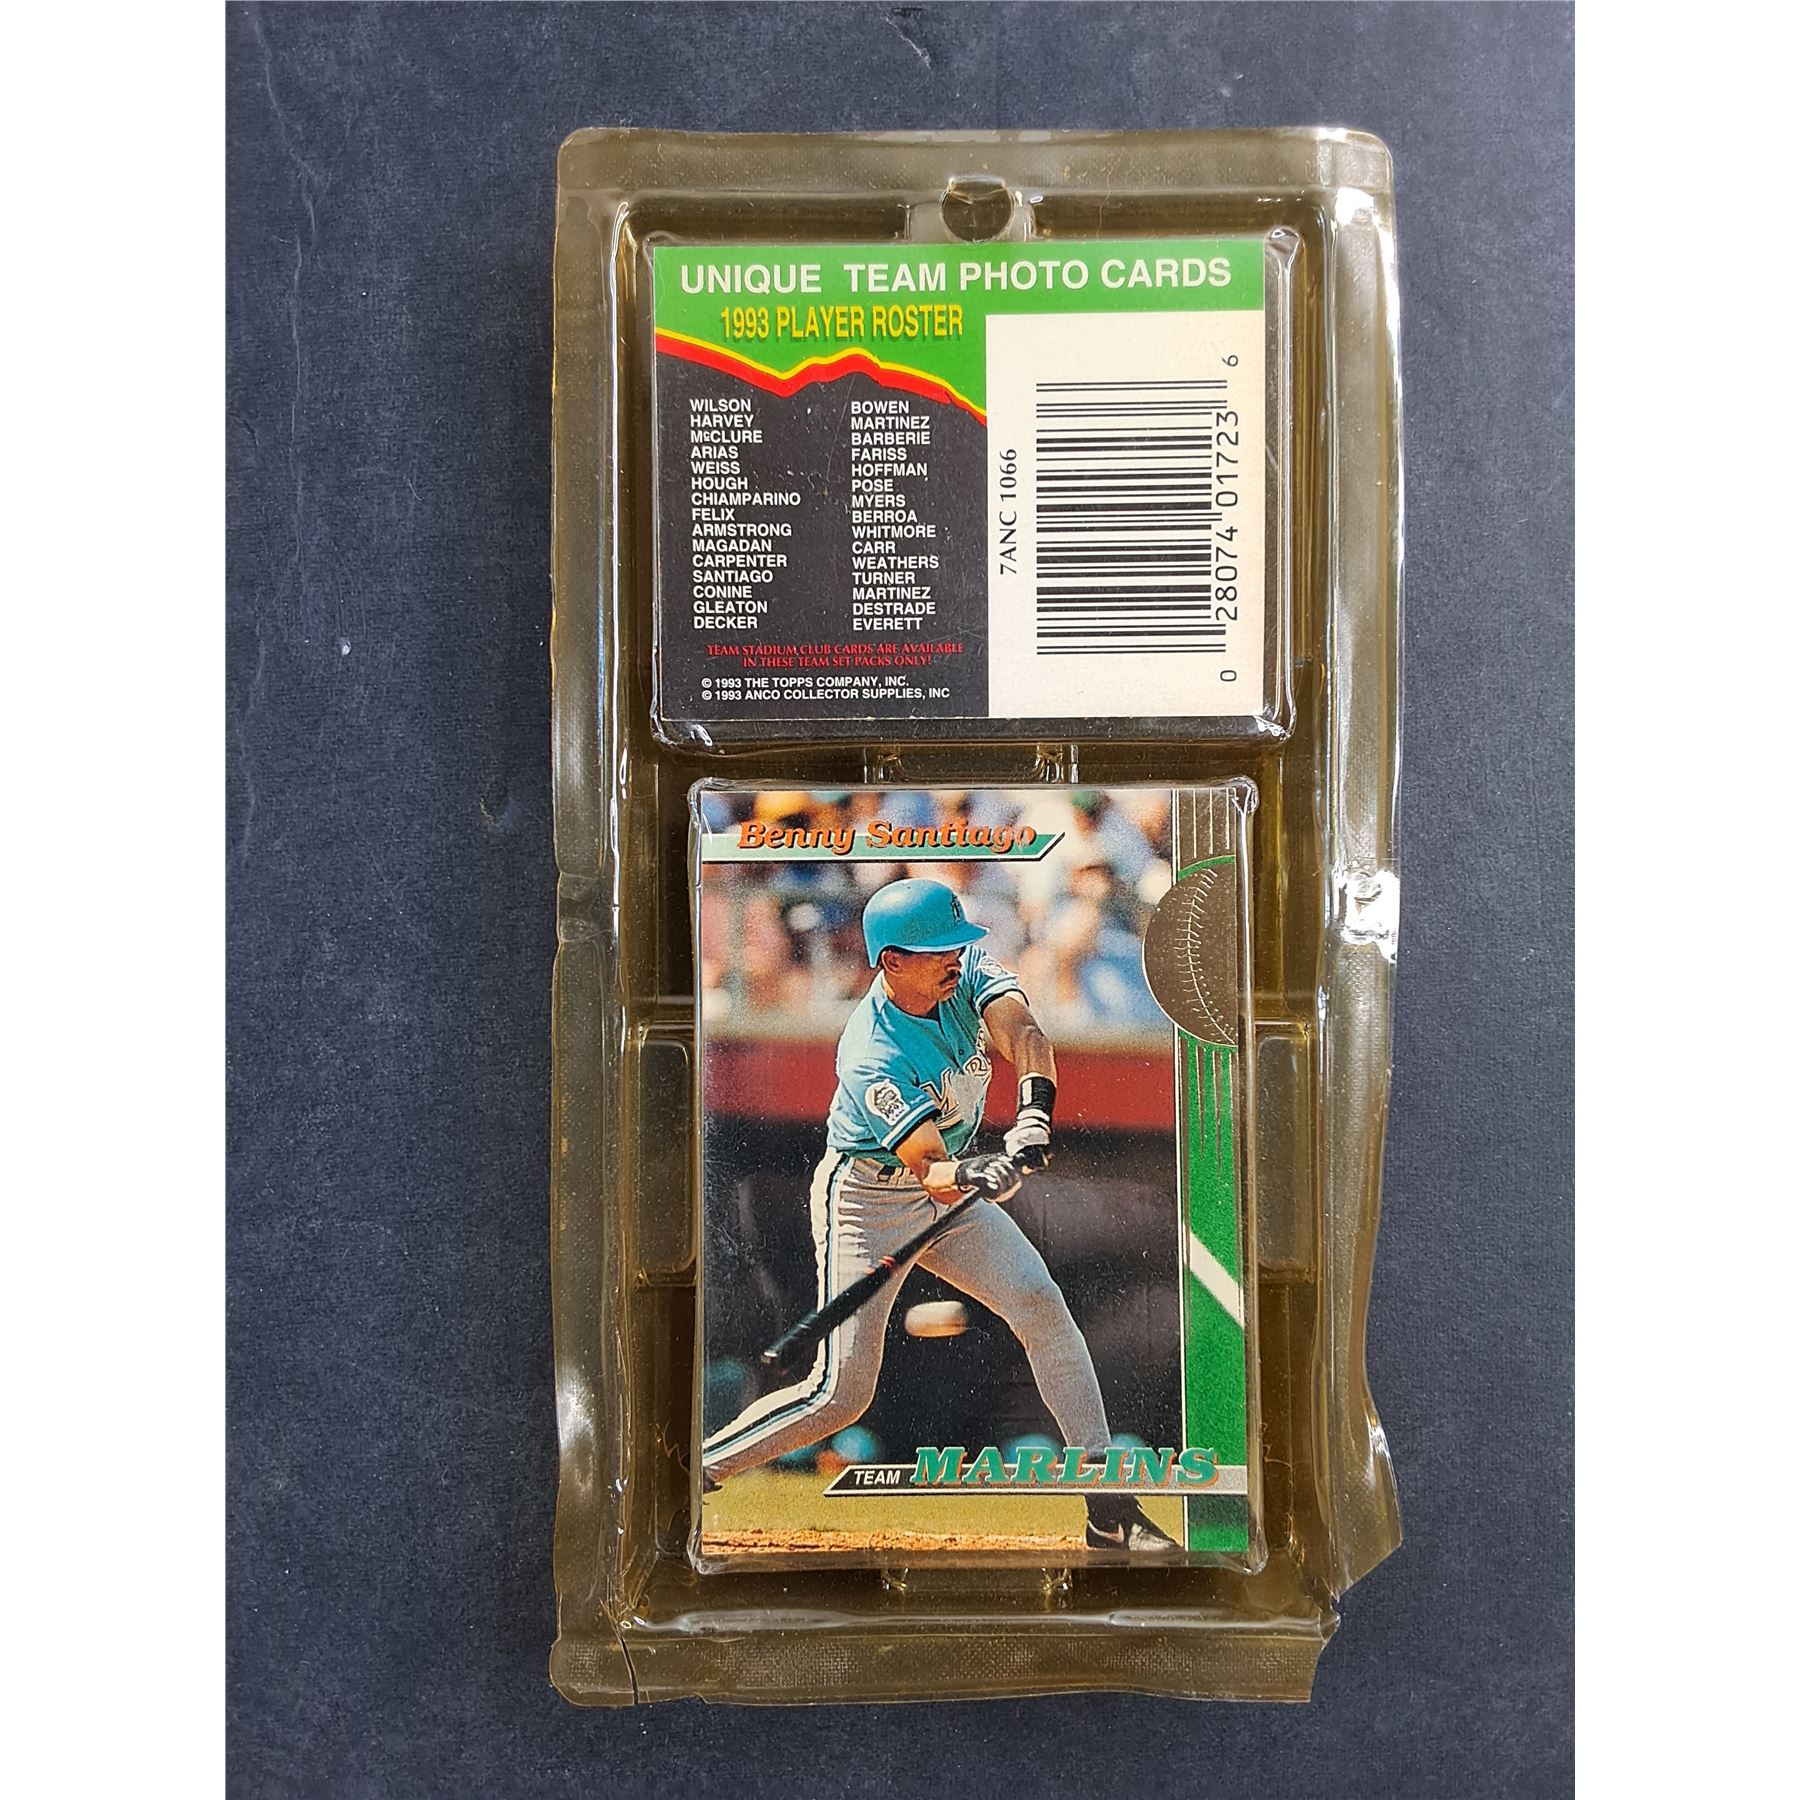 UNIQUE TEAM PHOTO CARDS
1993 PLAYER ROSTER
WILSON
HARVEY
McCLURE
ARIAS
WEISS
HOUGH
CHIAMPARINO
FELIX
ARMSTRONG
MAGADAN
CARPENTER
SANTIAGO
CONINE
GLEATON
DECKER
BOWEN
MARTINEZ
BARBERIE
FARISS
HOFFMAN
POSE
MYERS
BERROA
WHITMORE
CARR
WEATHERS
TURNER
MARTINEZ
DESTRADE
EVERETT
TEAM STADIUM CLUB CARDS ARE AVAILABLE
IN THESE TEAM SET PACKS ONLY!
© 1993 THE TOPPS COMPANY, INC.
© 1993 ANCO COLLECTOR SUPPLIES, INC
7ANC 1066
0 28074 01723 6
Benny Santiago
TEAM MARLINS